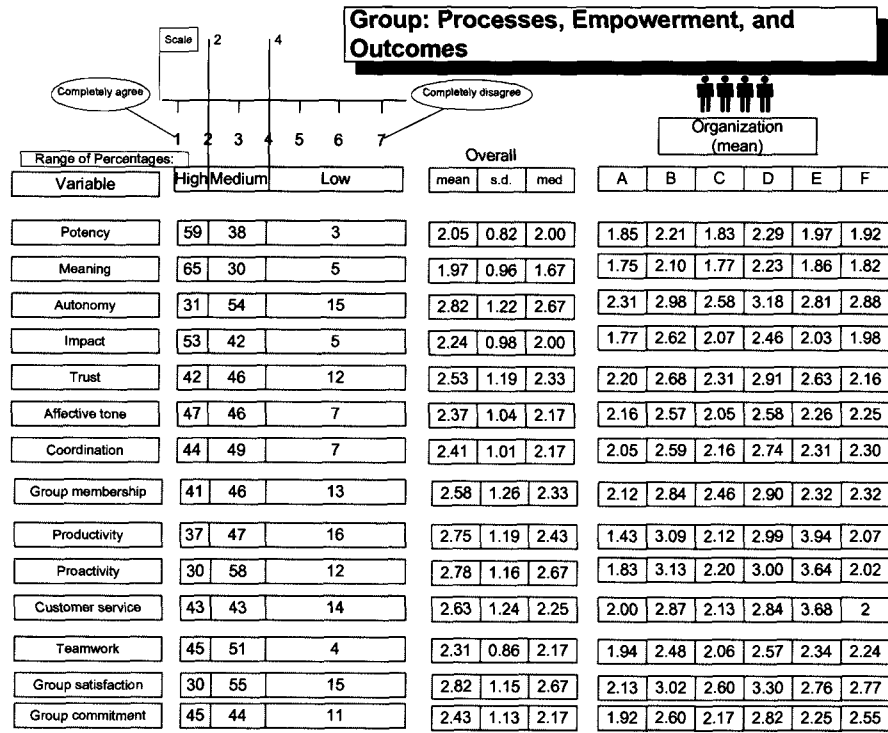 Group: Processes, Empowerment, and
Outcomes
Scale 2 4
Completely agree Completely disagree
1 2 3 4 5 6 7
Organization
(mean)
Range of Percentages:
Overall
Variable High Medium Low mean s.d. med A B C D E F
Potency 59 38 3 2.05 0.82 2.00 1.85 2.21 1.83 2.29 1.97 1.92
Meaning 65 30 5 1.97 0.96 1.67 1.75 2.10 1.77 2.23 1.86 1.82
Autonomy 31 54 15 2.82 1.22 2.67 2.31 2.98 2.58 3.18 2.81 2.88
Impact 53 42 5 2.24 0.98 2.00 1.77 2.62 2.07 2.46 2.03 1.98
Trust 42 46 12 2.53 1.19 2.33 2.20 2.68 2.31 2.91 2.63 2.16
Affective tone 47 46 7 2.37 1.04 2.17 2.16 2.57 2.05 2.58 2.26 2.25
Coordination 44 49 7 2.41 1.01 2.17 2.05 2.59 2.16 2.74 2.31 2.30
Group membership 41 46 13 2.58 1.26 2.33 2.12 2.84 2.46 2.90 2.32 2.32
Productivity 37 47 16 2.75 1.19 2.43 1.43 3.09 2.12 2.99 3.94 2.07
Proactivity 30 58 12 2.78 1.16 2.67 1.83 3.13 2.20 3.00 3.64 2.02
Customer service 43 43 14 2.63 1.24 2.25 2.00 2.87 2.13 2.84 3.68 2
Teamwork 45 51 4 2.31 0.86 2.17 1.94 2.48 2.06 2.57 2.34 2.24
Group satisfaction 30 55 15 2.82 1.15 2.67 2.13 3.02 2.60 3.30 2.76 2.77
Group commitment 45 44 11 2.43 1.13 2.17 1.92 2.60 2.17 2.82 2.25 2.55